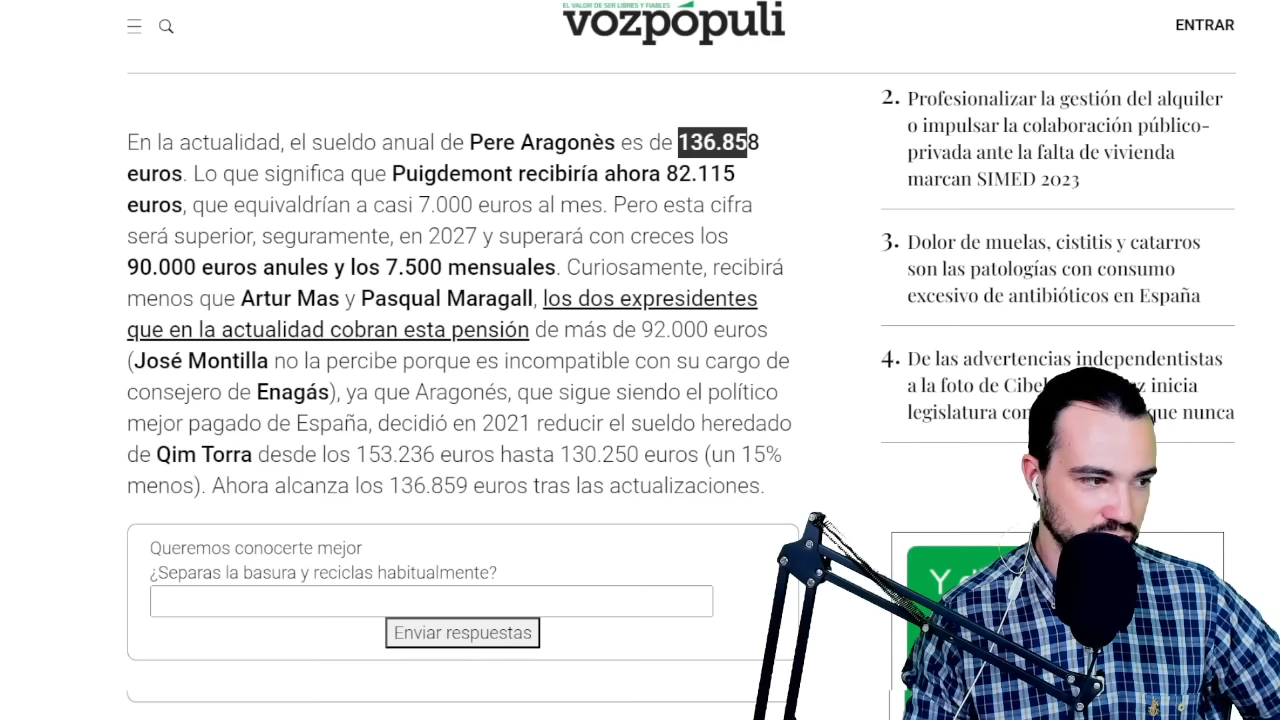 EL VALOR DE SER LIBRES Y FIABLES
vozpópuli
ENTRAR
En la actualidad, el sueldo anual de Pere Aragonès es de 136.858
euros. Lo que significa que Puigdemont recibiría ahora 82.115
euros, que equivaldrían a casi 7.000 euros al mes. Pero esta cifra
será superior, seguramente, en 2027 y superará con creces los
90.000 euros anules y los 7.500 mensuales. Curiosamente, recibirá
menos que Artur Mas y Pasqual Maragall, los dos expresidentes
que en la actualidad cobran esta pensión de más de 92.000 euros
(José Montilla no la percibe porque es incompatible con su cargo de
consejero de Enagás), ya que Aragonés, que sigue siendo el político
mejor pagado de España, decidió en 2021 reducir el sueldo heredado
de Qim Torra desde los 153.236 euros hasta 130.250 euros (un 15%
menos). Ahora alcanza los 136.859 euros tras las actualizaciones.
Queremos conocerte mejor
¿Separas la basura y reciclas habitualmente?
Enviar respuestas
2. Profesionalizar la gestión del alquiler
o impulsar la colaboración público-
privada ante la falta de vivienda
marcan SIMED 2023
3. Dolor de muelas, cistitis y catarros
son las patologías con consumo
excesivo de antibióticos en España
4. De las advertencias independentistas
a la foto de inicia
legislatura que nunca
Y